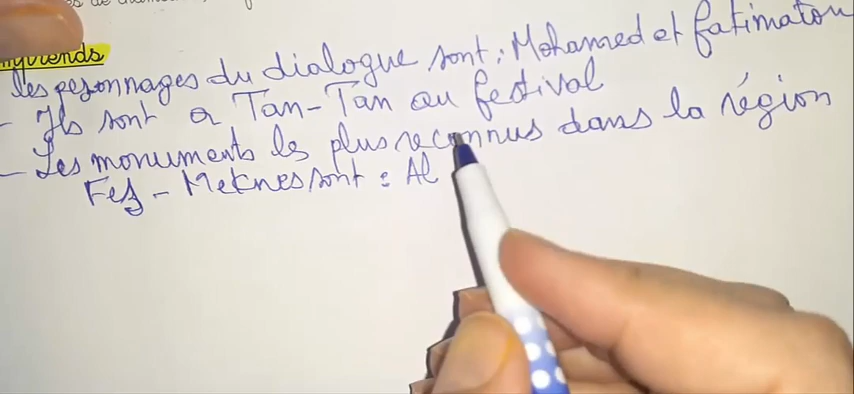 les personnages du dialogue sont : Mohamed et fatimatou
- Ils sont a Tan-Tan au festival
- Les monuments les plus reconnus dans la région
Fes - Meknes sont : Al